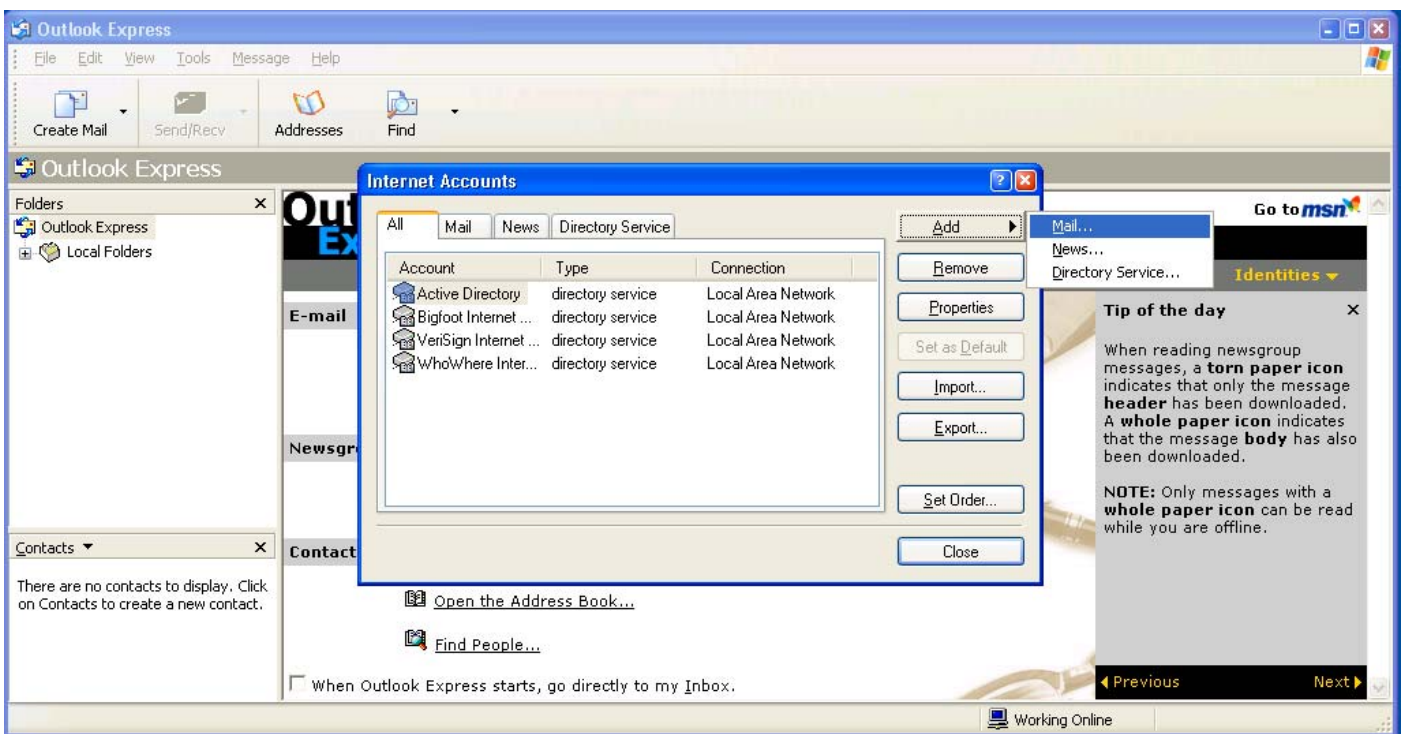 Outlook Express
File Edit View Tools Message Help
Create Mail Send/Recv Addresses Find
Outlook Express
Folders
Outlook Express
Local Folders
Contacts
There are no contacts to display. Click
on Contacts to create a new contact.
Out
Ex
E-mail
Newsgr
Contact
Open the Address Book...
Find People...
When Outlook Express starts, go directly to my Inbox.
Internet Accounts
All Mail News Directory Service
Account Type Connection
Active Directory directory service Local Area Network
Bigfoot Internet ... directory service Local Area Network
VeriSign Internet ... directory service Local Area Network
WhoWhere Inter... directory service Local Area Network
Add
Remove
Properties
Set as Default
Import...
Export...
Set Order...
Close
Mail...
News...
Directory Service...
Go to msn
Identities
Tip of the day
When reading newsgroup
messages, a torn paper icon
indicates that only the message
header has been downloaded.
A whole paper icon indicates
that the message body has also
been downloaded.
NOTE: Only messages with a
whole paper icon can be read
while you are offline.
Previous Next
Working Online